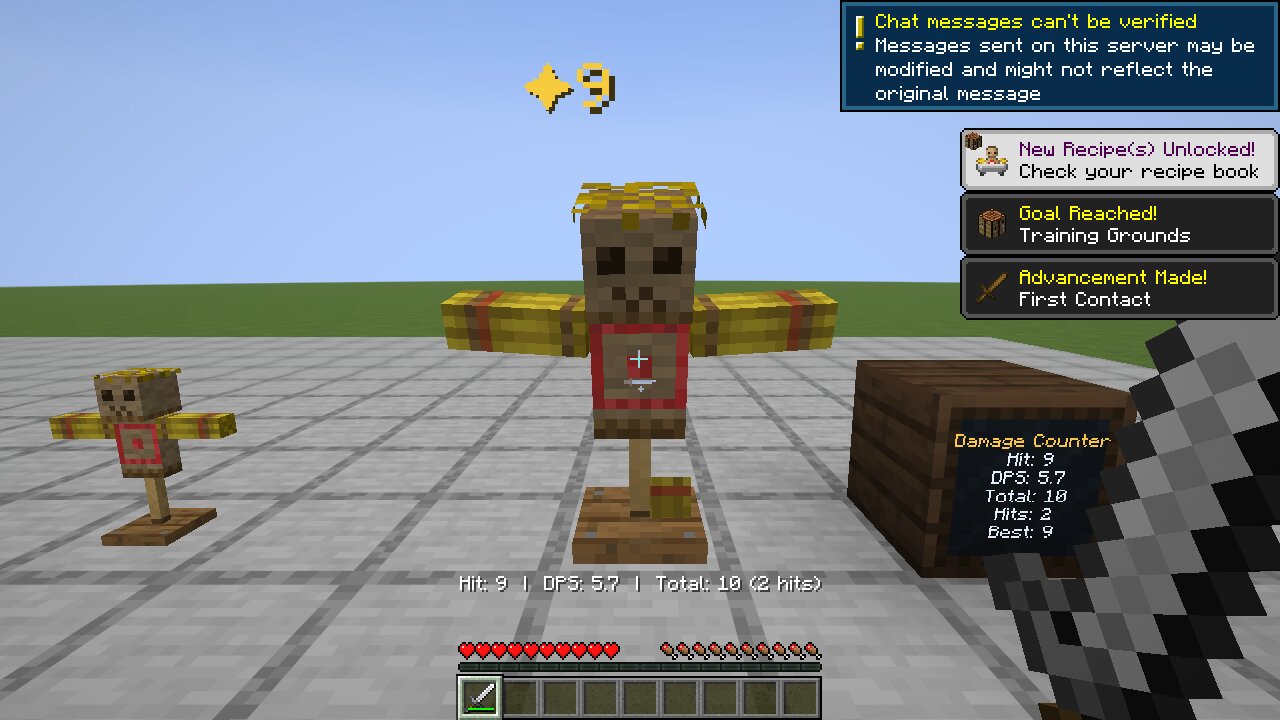 Chat messages can't be verified
Messages sent on this server may be
modified and might not reflect the
original message
9
New Recipe(s) Unlocked!
Check your recipe book
Goal Reached!
Training Grounds
Advancement Made!
First Contact
Damage Counter
Hit: 9
DPS: 5.7
Total: 10
Hits: 2
Best: 9
Hit: 9 | DPS: 5.7 | Total: 10 (2 hits)